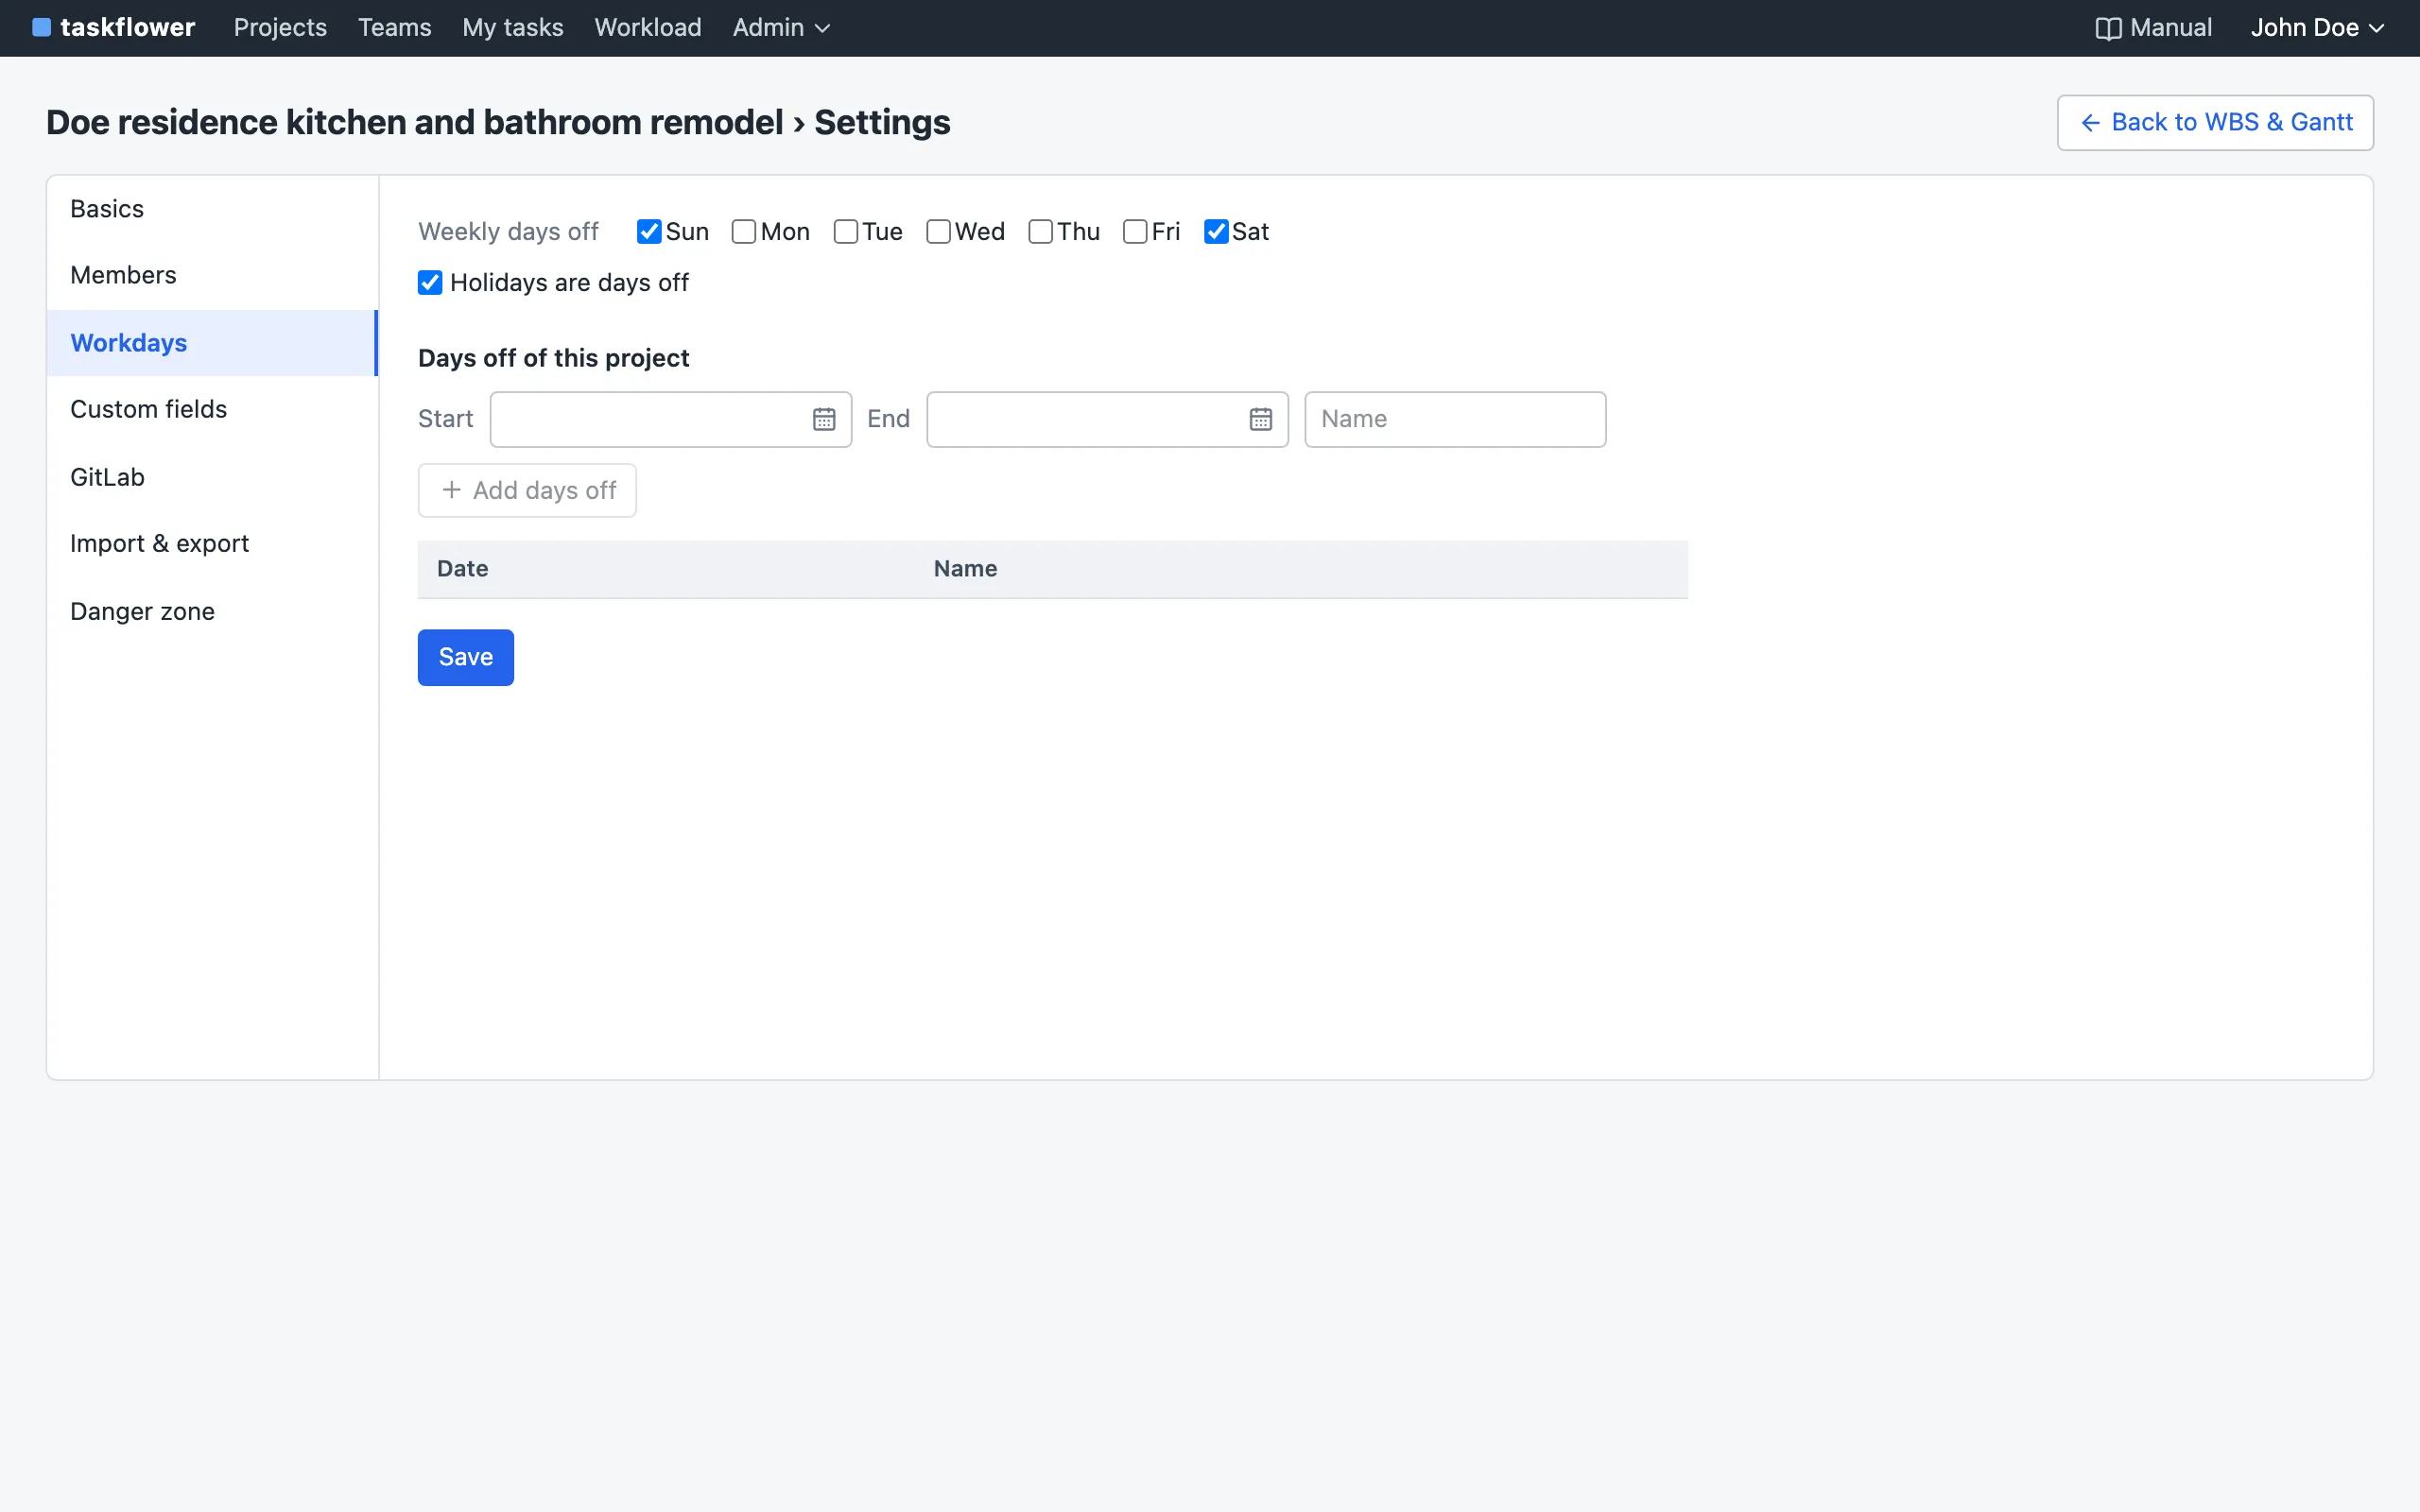 taskflower Projects Teams My tasks Workload Admin Manual John Doe
Doe residence kitchen and bathroom remodel › Settings
← Back to WBS & Gantt
Basics
Members
Workdays
Custom fields
GitLab
Import & export
Danger zone
Weekly days off Sun Mon Tue Wed Thu Fri Sat
Holidays are days off
Days off of this project
Start End Name
+ Add days off
Date Name
Save